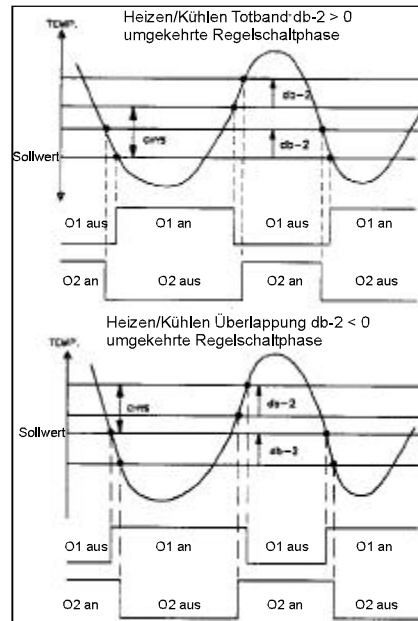 Heizen/Kühlen Totband db-2 > 0
umgekehrte Regelschaltphase
TEMP.
db-2
db-2
Sollwert
O1 aus O1 an O1 aus O1 an
O2 an O2 aus O2 an O2 aus
Heizen/Kühlen Überlappung db-2 < 0
umgekehrte Regelschaltphase
TEMP.
db-2
Sollwert
db-2
O1 aus O1 an O1 aus O1 an
O2 an O2 aus O2 an O2 aus